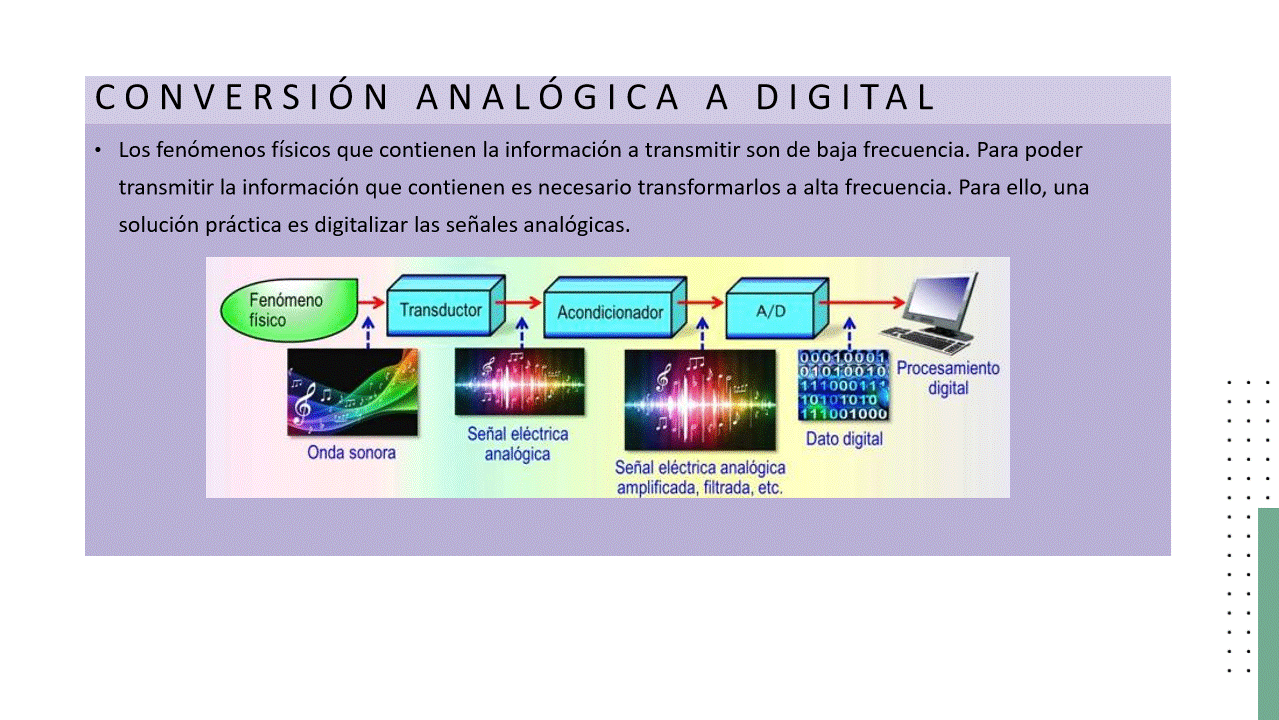 CONVERSIÓN ANALÓGICA A DIGITAL
• Los fenómenos físicos que contienen la información a transmitir son de baja frecuencia. Para poder
transmitir la información que contienen es necesario transformarlos a alta frecuencia. Para ello, una
solución práctica es digitalizar las señales analógicas.
Fenómeno
físico
Transductor
Acondicionador
A/D
Onda sonora
Señal eléctrica
analógica
Señal eléctrica analógica
amplificada, filtrada, etc.
00010001
01010010
111000111
10101010
111001000
Dato digital
Procesamiento
digital